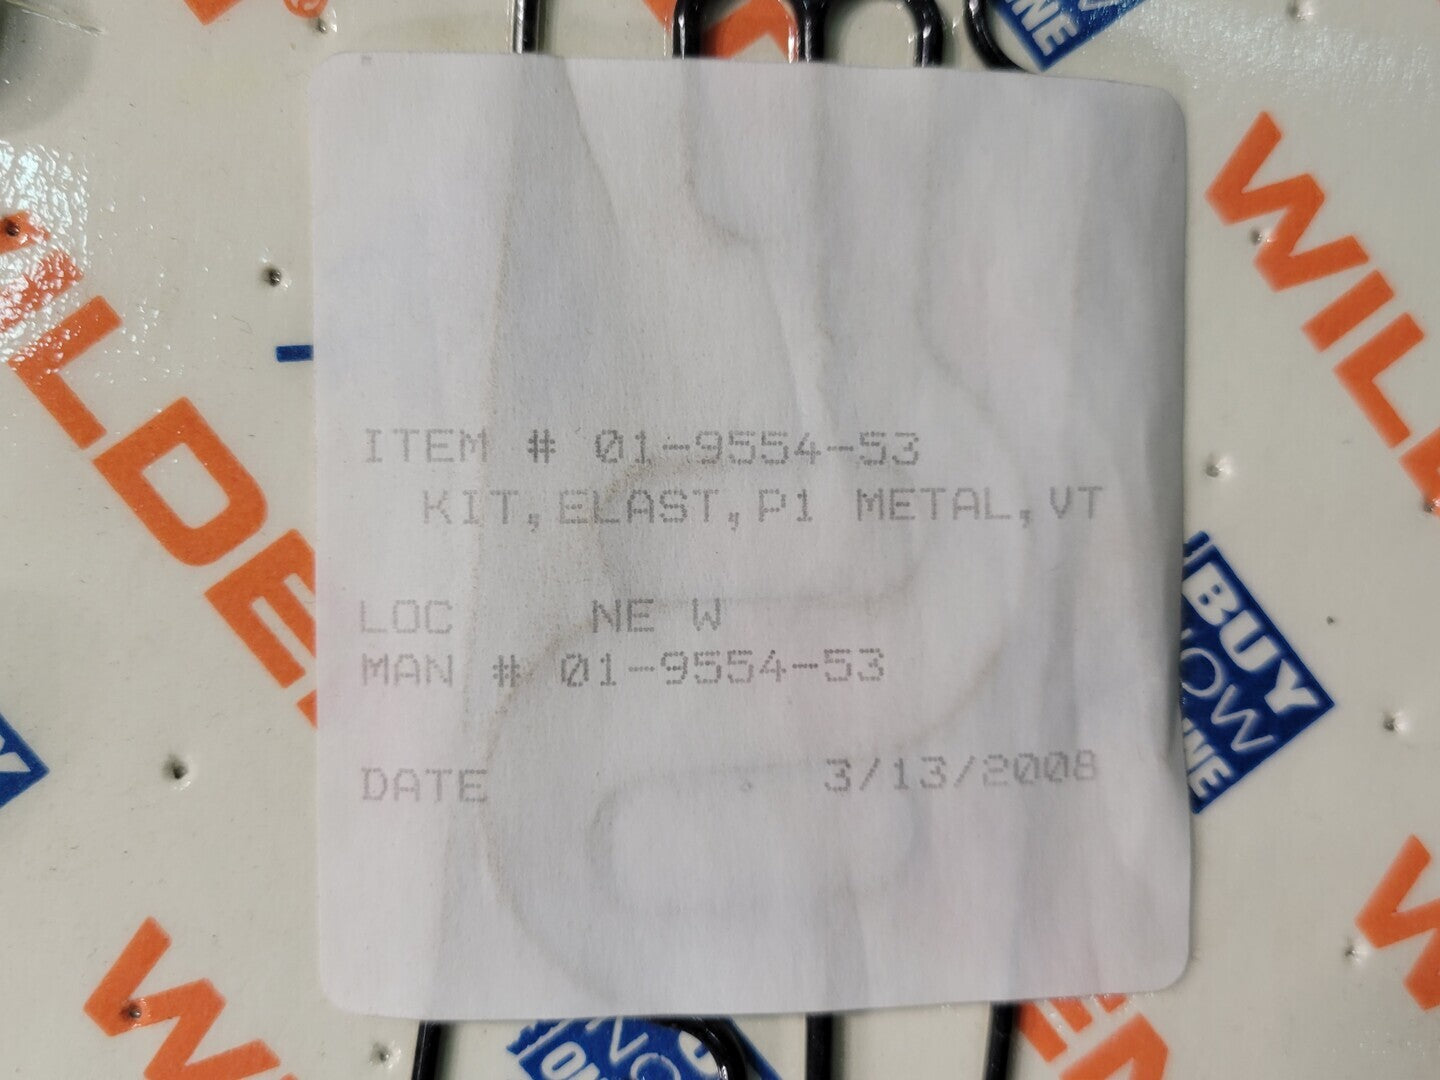 ITEM # 01-9554-53
KIT, ELAST, P1 METAL, VT
LOC NE W
MAN # 01-9554-53
DATE 3/13/2008
BUY
NOW